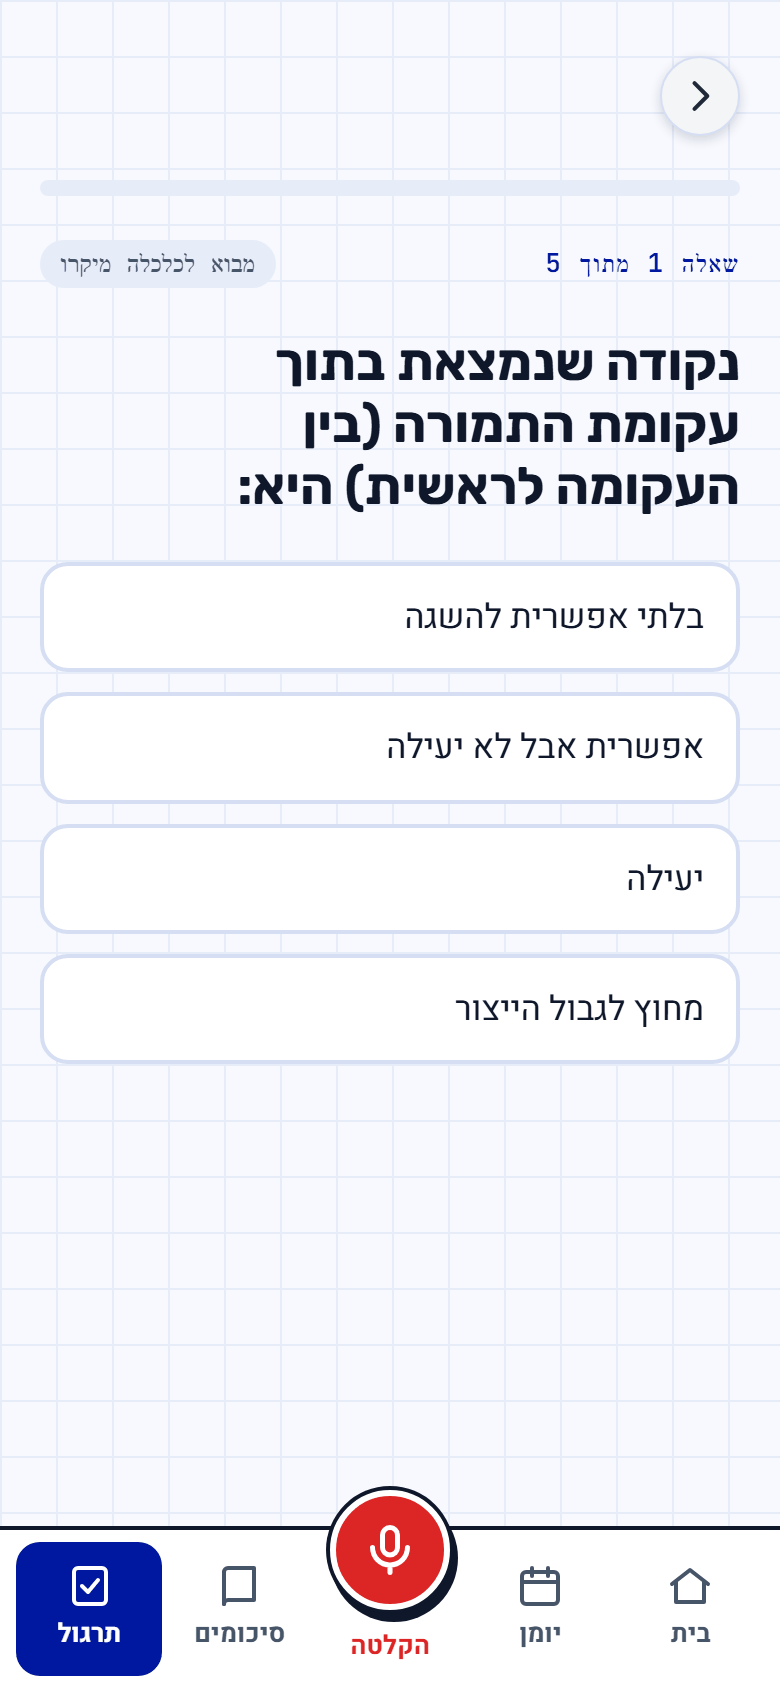 שאלה 1 מתוך 5
מבוא לכלכלה מיקרו
נקודה שנמצאת בתוך
עקומת התמורה (בין
העקומה לראשית) היא:
בלתי אפשרית להשגה
אפשרית אבל לא יעילה
יעילה
מחוץ לגבול הייצור
בית
יומן
הקלטה
סיכומים
תרגול